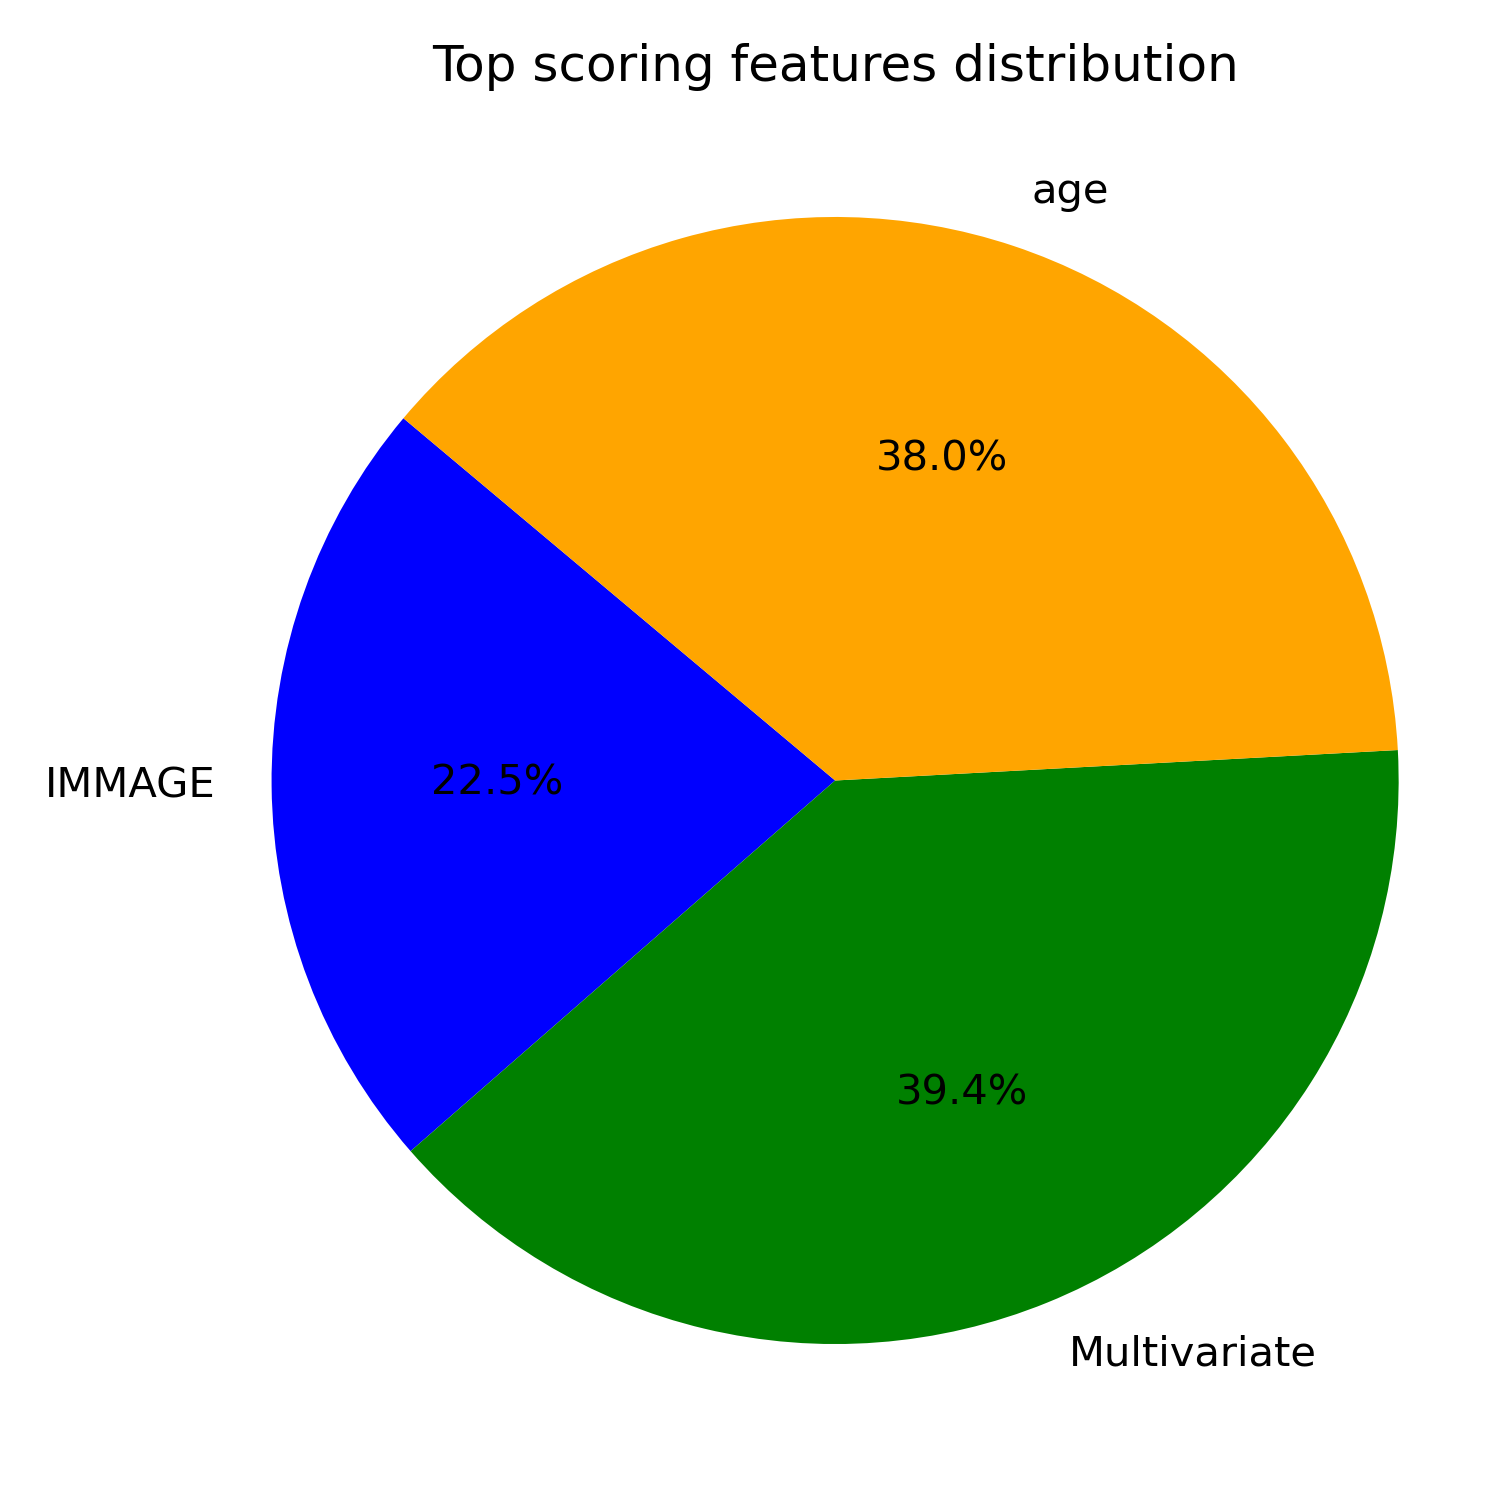 Top scoring features distribution
age
38.0%
IMMAGE
22.5%
39.4%
Multivariate